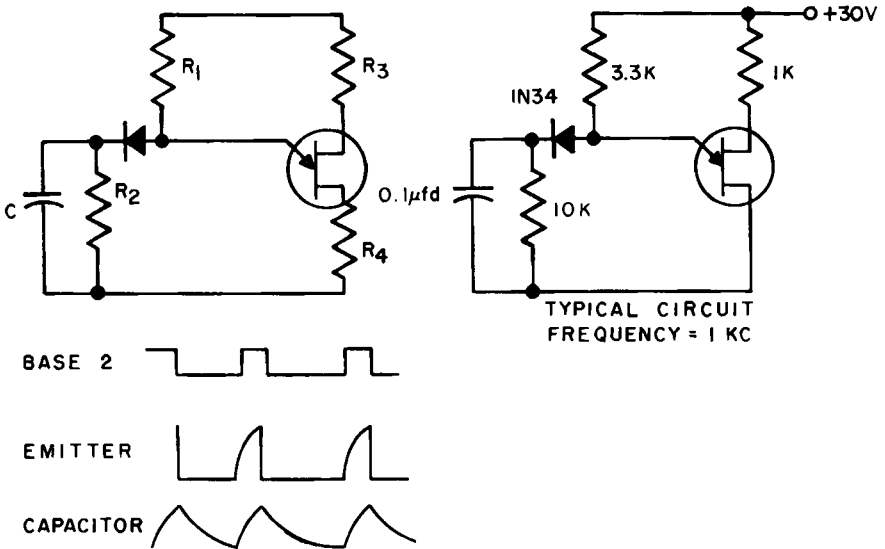 R1
R3
C
R2
R4
+30V
3.3K
1K
1N34
0.1µfd
10K
TYPICAL CIRCUIT
FREQUENCY = 1 KC
BASE 2
EMITTER
CAPACITOR